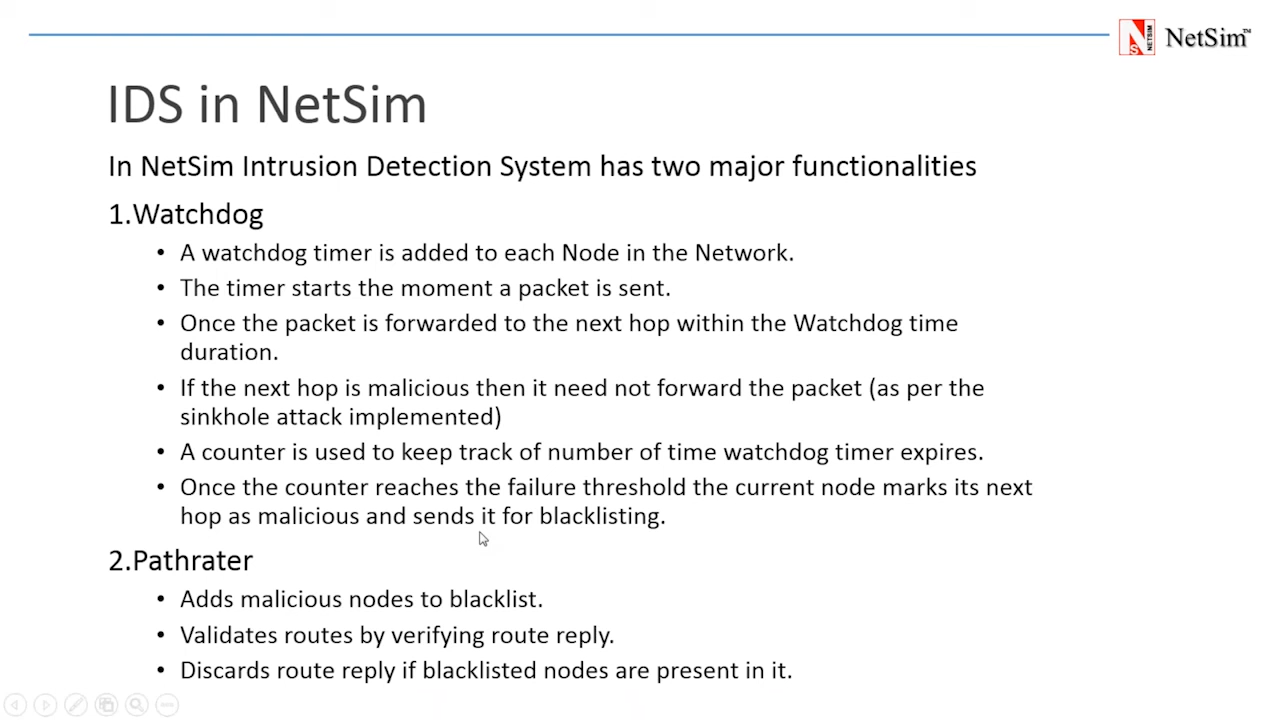 NetSim™
IDS in NetSim
In NetSim Intrusion Detection System has two major functionalities
1.Watchdog
• A watchdog timer is added to each Node in the Network.
• The timer starts the moment a packet is sent.
• Once the packet is forwarded to the next hop within the Watchdog time
duration.
• If the next hop is malicious then it need not forward the packet (as per the
sinkhole attack implemented)
• A counter is used to keep track of number of time watchdog timer expires.
• Once the counter reaches the failure threshold the current node marks its next
hop as malicious and sends it for blacklisting.
2.Pathrater
• Adds malicious nodes to blacklist.
• Validates routes by verifying route reply.
• Discards route reply if blacklisted nodes are present in it.